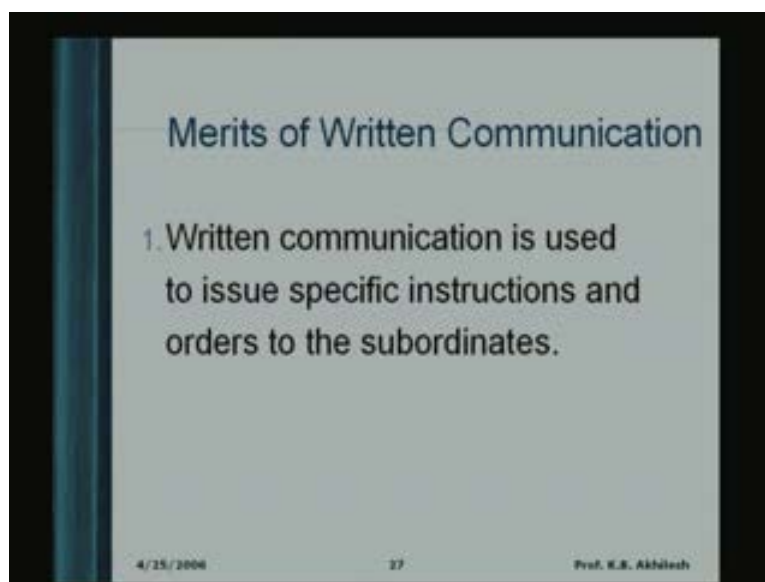 Merits of Written Communication
1. Written communication is used
to issue specific instructions and
orders to the subordinates.
4/25/2006 27 Prof. K.B. Akhilesh